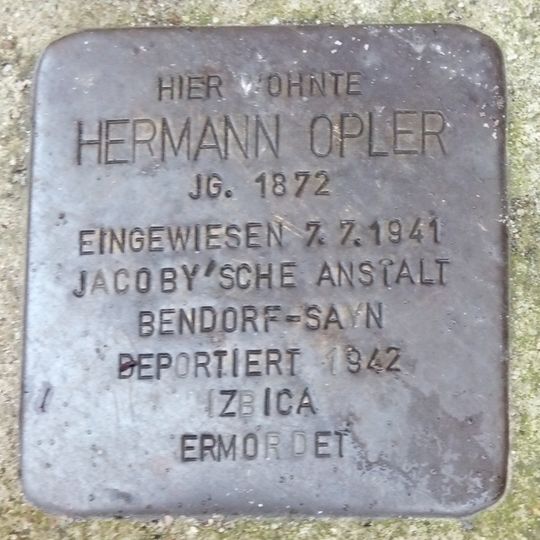 HIER WOHNTE
HERMANN OPLER
JG. 1872
EINGEWIESEN 7.7.1941
JACOBY'SCHE ANSTALT
BENDORF-SAYN
DEPORTIERT 1942
IZBICA
ERMORDET